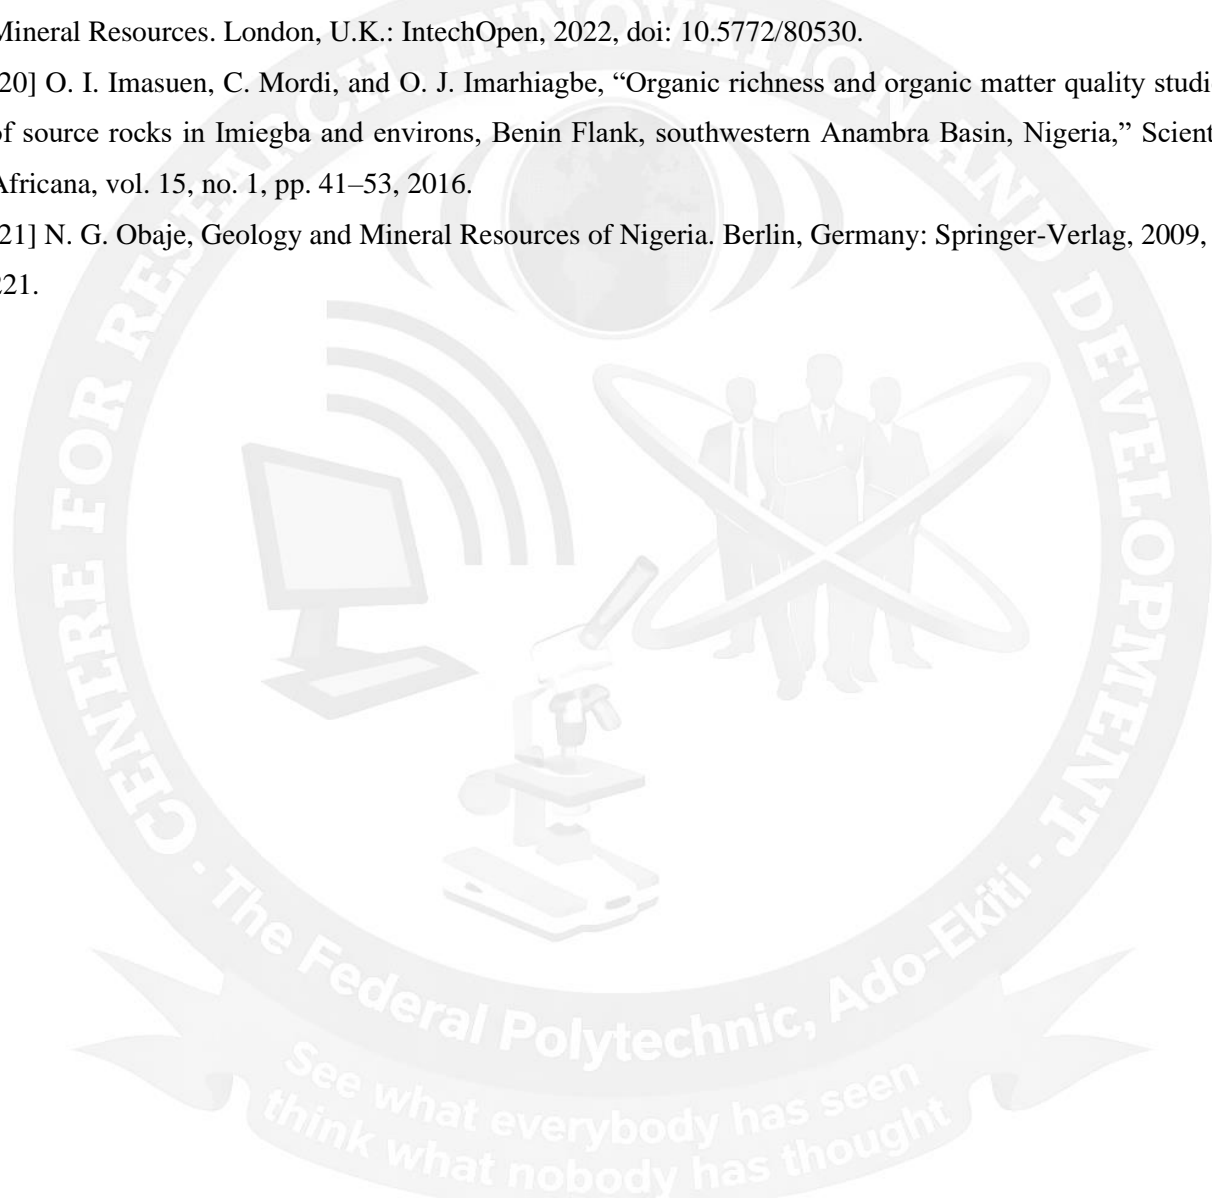 Mineral Resources. London, U.K.: IntechOpen, 2022, doi: 10.5772/80530.
20] O. I. Imasuen, C. Mordi, and O. J. Imarhiagbe, “Organic richness and organic matter quality studi
of source rocks in Imiegba and environs, Benin Flank, southwestern Anambra Basin, Nigeria,” Scient
Africana, vol. 15, no. 1, pp. 41–53, 2016.
21] N. G. Obaje, Geology and Mineral Resources of Nigeria. Berlin, Germany: Springer-Verlag, 2009,
221.
CENTRE FOR RESEARCH INNOVATION AND DEVELOPMENT
· The Federal Polytechnic, Ado-Ekiti ·
See what everybody has seen
think what nobody has thought